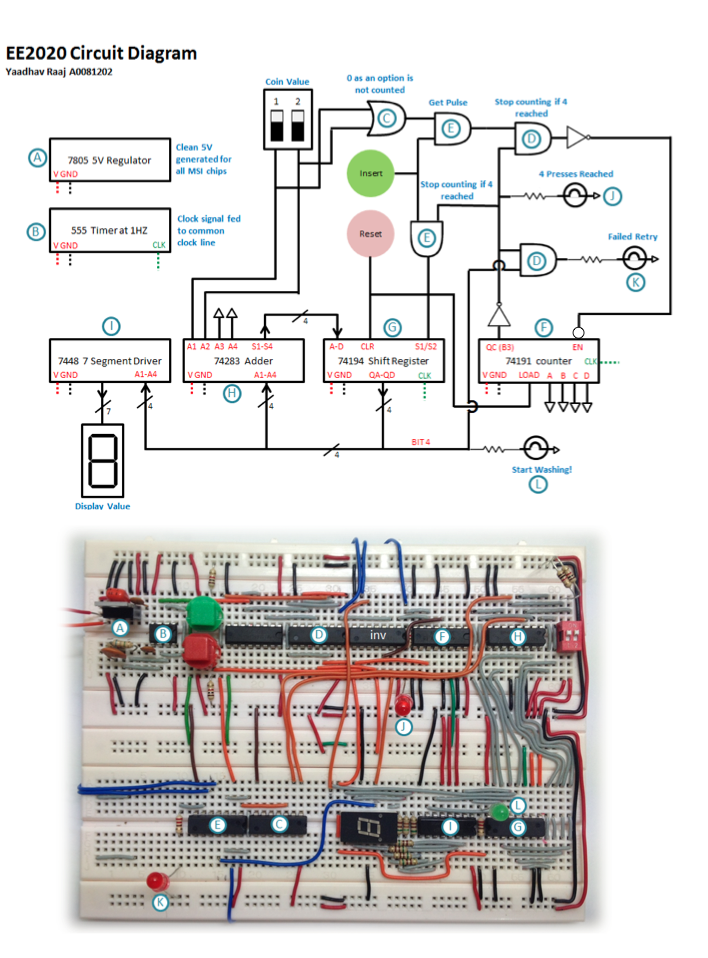 EE2020 Circuit Diagram
Yaadhav Raaj A0081202
Coin Value
1 2
0 as an option is
not counted
C
Get Pulse
E
Stop counting if 4
reached
D
A
7805 5V Regulator
V GND
Clean 5V
generated for
all MSI chips
Insert
Stop counting if 4
reached
4 Presses Reached
J
B
555 Timer at 1HZ
V GND
CLK
Clock signal fed
to common
clock line
Reset
E
D
Failed Retry
K
I
7448 7 Segment Driver
V GND
A1-A4
4
A1 A2 A3 A4 S1-S4
74283 Adder
V GND
A1-A4
H
G
A-D CLR S1/S2
74194 Shift Register
V GND QA-QD CLK
F
QC (B3) EN
74191 counter
CLK
V GND LOAD A B C D
7
4
4
4
4
BIT 4
Start Washing!
L
Display Value
A
B
D
inv
F
H
J
E
C
I
L
G
K